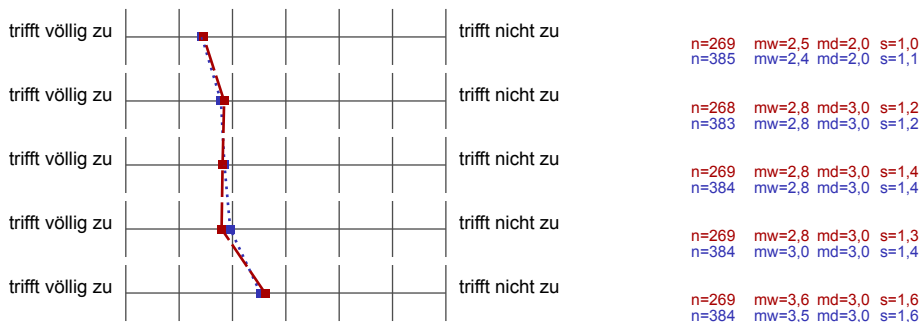 trifft völlig zu trifft nicht zu
n=269 mw=2,5 md=2,0 s=1,0
n=385 mw=2,4 md=2,0 s=1,1
trifft völlig zu trifft nicht zu
n=268 mw=2,8 md=3,0 s=1,2
n=383 mw=2,8 md=3,0 s=1,2
trifft völlig zu trifft nicht zu
n=269 mw=2,8 md=3,0 s=1,4
n=384 mw=2,8 md=3,0 s=1,4
trifft völlig zu trifft nicht zu
n=269 mw=2,8 md=3,0 s=1,3
n=384 mw=3,0 md=3,0 s=1,4
trifft völlig zu trifft nicht zu
n=269 mw=3,6 md=3,0 s=1,6
n=384 mw=3,5 md=3,0 s=1,6